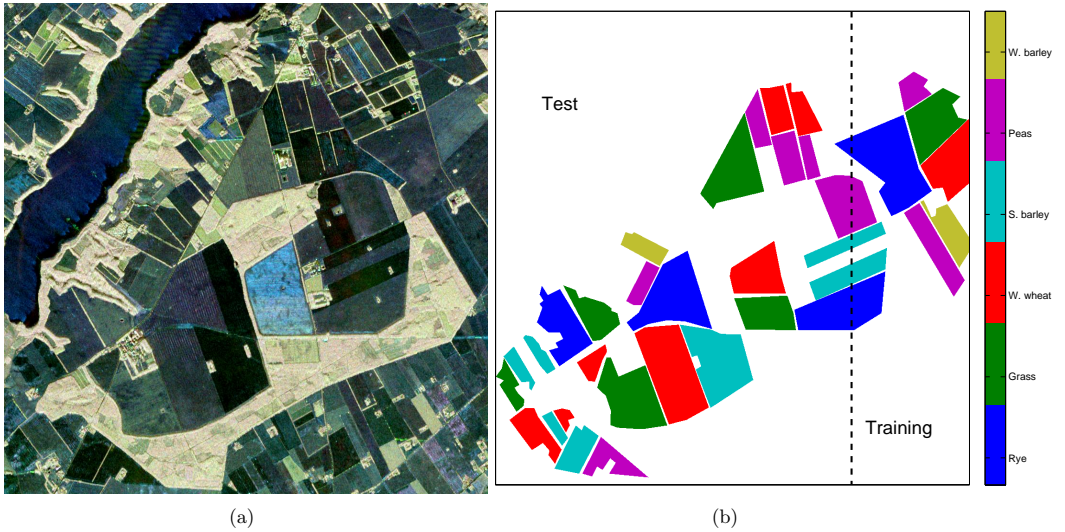 Test
Training
W. barley
Peas
S. barley
W. wheat
Grass
Rye
(a)
(b)